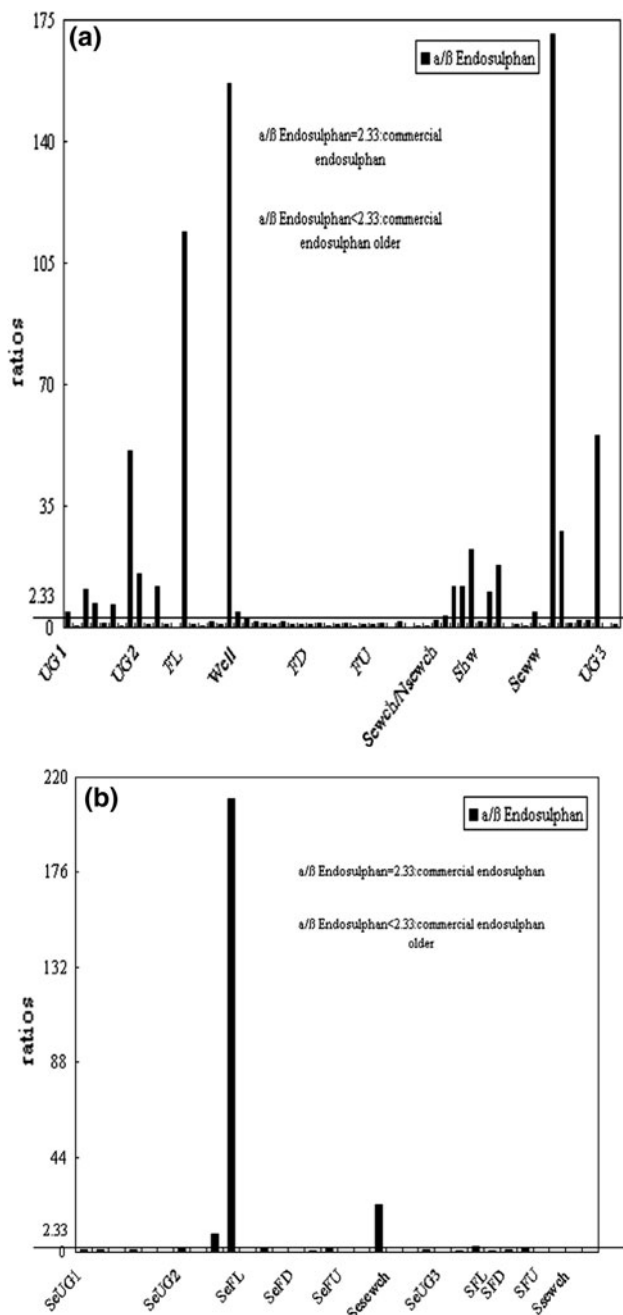 (a)
175
a/ß Endosulphan
140
a/ß Endosulphan=2.33:commercial
endosulphan
a/ß Endosulphan<2.33:commercial
endosulphan older
105
ratios
70
35
2.33
0
UG1
UG2
FL
Well
FD
FU
Sewch/Nsewch
Shw
Seww
UG3
(b)
220
a/ß Endosulphan
176
a/ß Endosulphan=2.33:commercial endosulphan
a/ß Endosulphan<2.33:commercial endosulphan
older
132
ratios
88
44
2.33
0
SeUG1
SeUG2
SeFL
SeFD
SeFU
Sesewch
SeUG3
SFL
SFD
SFU
Ssewch